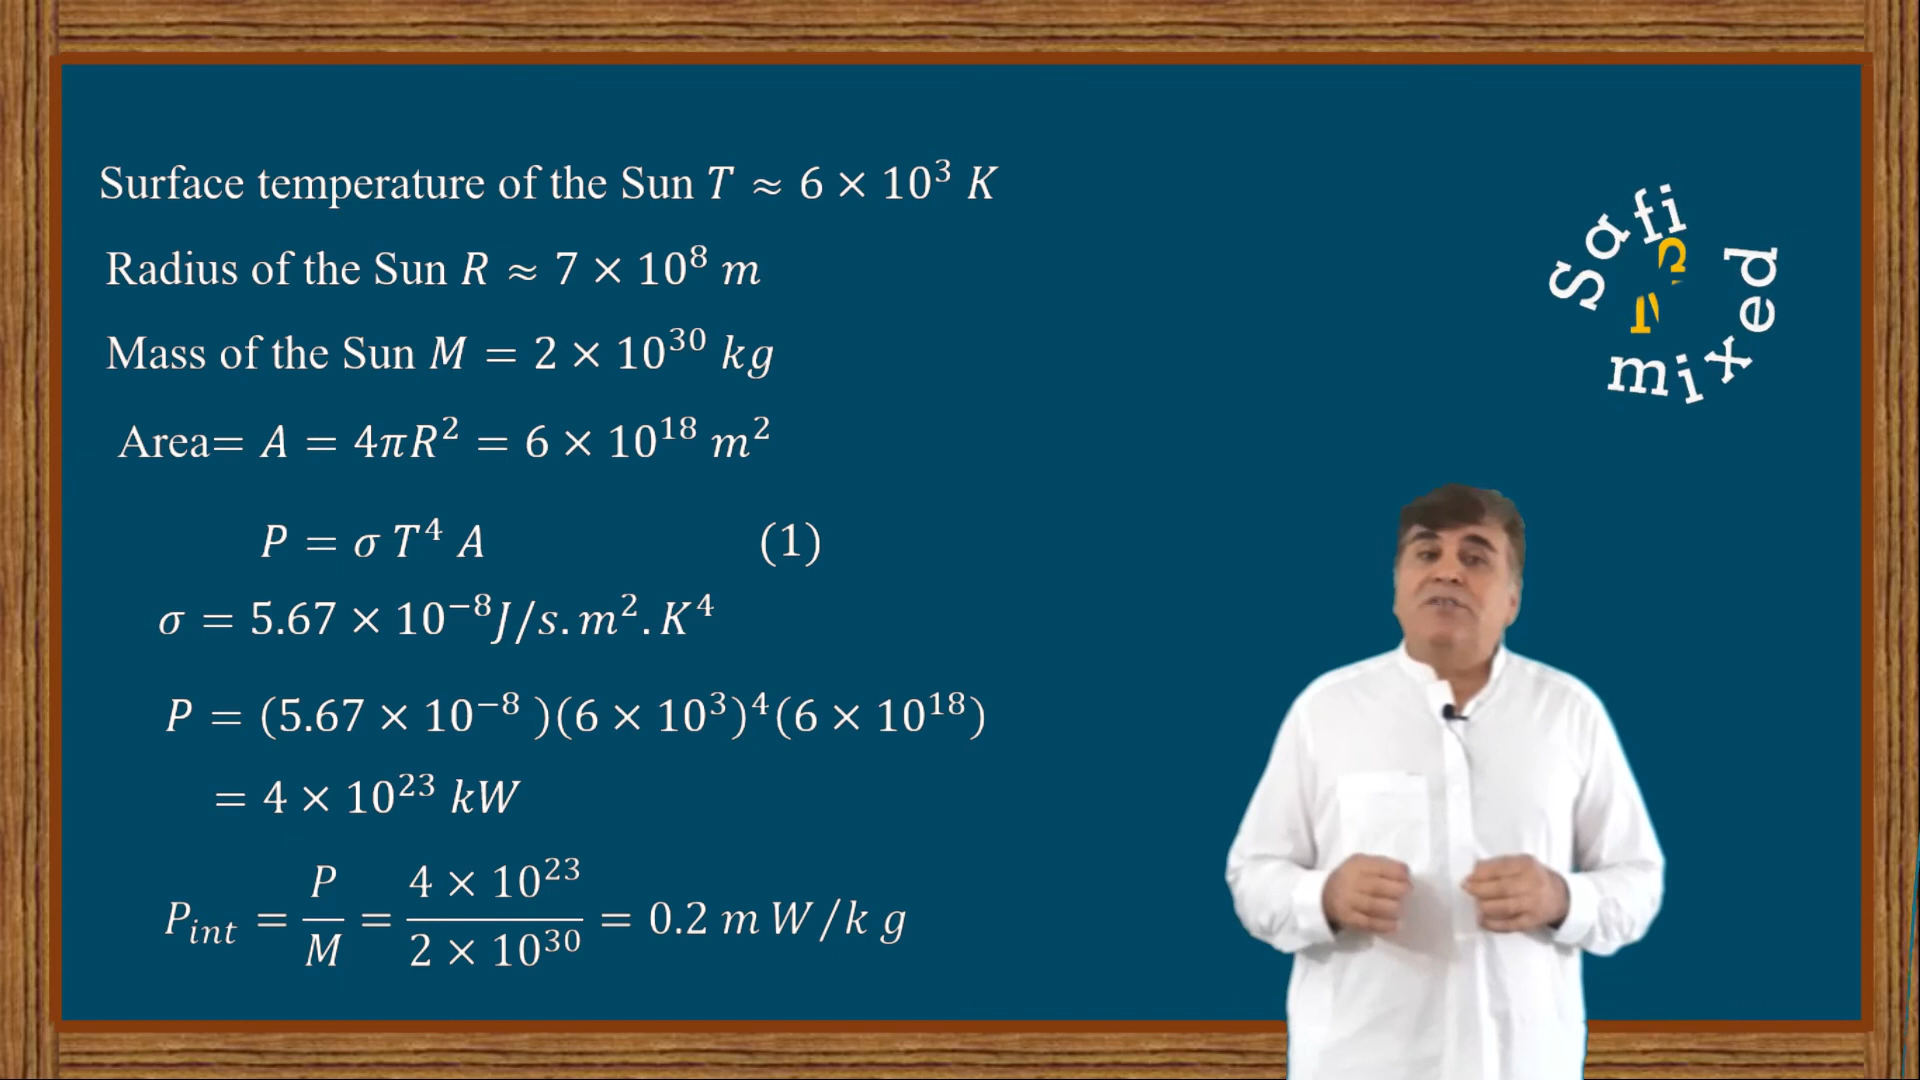 Surface temperature of the Sun T ≈ 6 × 10³ K
Radius of the Sun R ≈ 7 × 10⁸ m
Mass of the Sun M = 2 × 10³⁰ kg
Area= A = 4πR² = 6 × 10¹⁸ m²
P = σ T⁴ A (1)
σ = 5.67 × 10⁻⁸J/s.m².K⁴
P = (5.67 × 10⁻⁸ )(6 × 10³)⁴(6 × 10¹⁸)
= 4 × 10²³ kW
P_int = P/M = 4 × 10²³ / 2 × 10³⁰ = 0.2 m W/k g
Safi
mixed